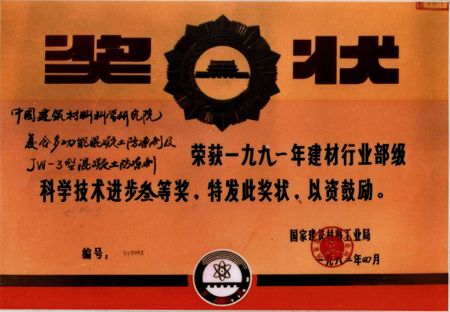 奖状
中国建筑材料科学研究院
复合多功能混凝土防冻剂及
JW-3型混凝土防冻剂
荣获一九九一年建材行业部级
科学技术进步叁等奖，特发此奖状，以资鼓励。
国家建筑材料工业局
编号：
一九九二年四月